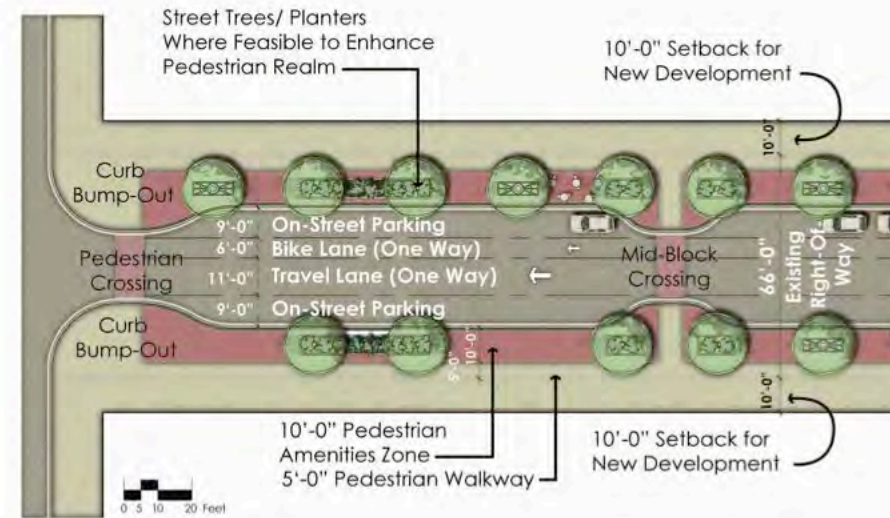 Street Trees/ Planters
Where Feasible to Enhance
Pedestrian Realm
10'-0" Setback for
New Development
10'-0"
Curb
Bump-Out
9'-0" On-Street Parking
6'-0" Bike Lane (One Way)
Pedestrian
Crossing
11'-0" Travel Lane (One Way)
9'-0" On-Street Parking
Mid-Block
Crossing
66'-0"
Existing
Right-Of-
Way
Curb
Bump-Out
5'-0"
10'-0"
10'-0"
10'-0" Pedestrian
Amenities Zone
5'-0" Pedestrian Walkway
10'-0" Setback for
New Development
0 5 10 20 Feet